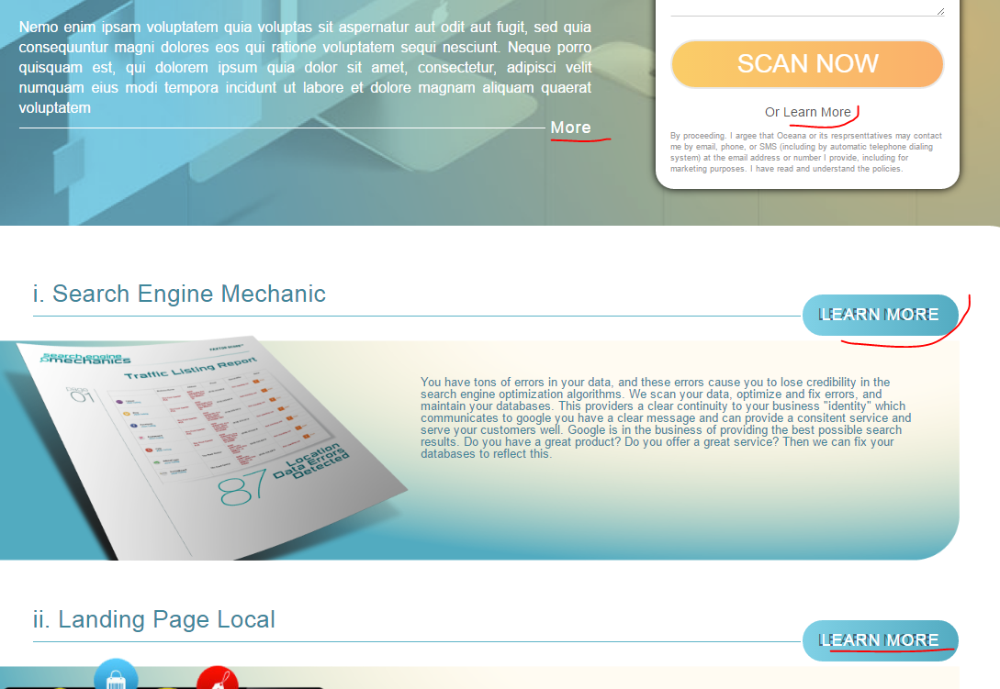 Nemo enim ipsam voluptatem quia voluptas sit aspernatur aut odit aut fugit, sed quia
consequuntur magni dolores eos qui ratione voluptatem sequi nesciunt. Neque porro
quisquam est, qui dolorem ipsum quia dolor sit amet, consectetur, adipisci velit
numquam eius modi tempora incidunt ut labore et dolore magnam aliquam quaerat
voluptatem
More
SCAN NOW
Or Learn More
By proceeding. I argee that Oceana or its resprsenttatives may contact
me by email, phone, or SMS (including by automatic telephone dialing
system) at the email address or number I provide, including for
marketing purposes. I have read and understand the policies.
i. Search Engine Mechanic
LEARN MORE
search engine
mechanics
Traffic Listing Report
page
01
87
Location
Data Errors
Detected
You have tons of errors in your data, and these errors cause you to lose credibility in the
search engine optimization algorithms. We scan your data, optimize and fix errors, and
maintain your databases. This providers a clear continuity to your business "identity" which
communicates to google you have a clear message and can provide a consitent service and
serve your customers well. Google is in the business of providing the best possible search
results. Do you have a great product? Do you offer a great service? Then we can fix your
databases to reflect this.
ii. Landing Page Local
LEARN MORE